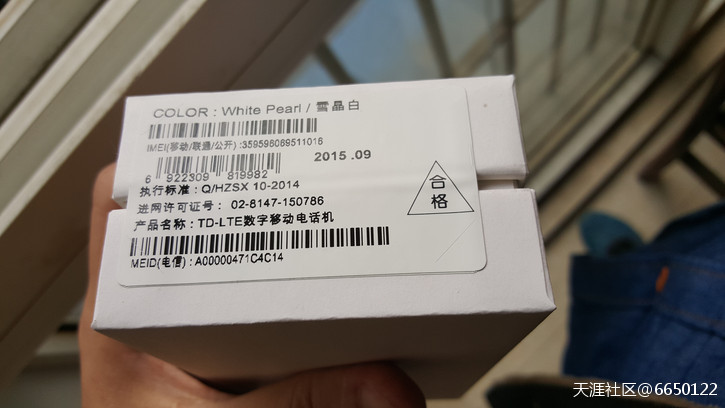 COLOR : White Pearl / 雪晶白
IMEI(移动/联通/公开) :359596069511016
6 922309 819982
2015 .09
执行标准 : Q/HZSX 10-2014
进网许可证号 : 02-8147-150786
产品名称 : TD-LTE数字移动电话机
合格
MEID(电信) : A00000471C4C14
天涯社区@6650122